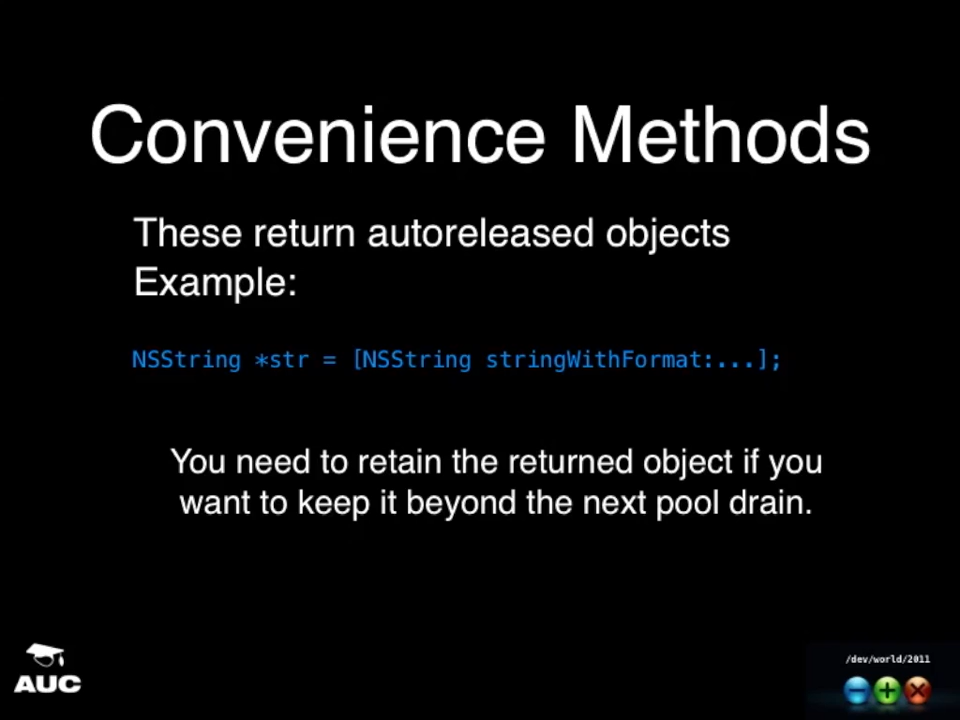 Convenience Methods
These return autoreleased objects
Example:
NSString *str = [NSString stringWithFormat:...];
You need to retain the returned object if you
want to keep it beyond the next pool drain.
AUC
/dev/world/2011